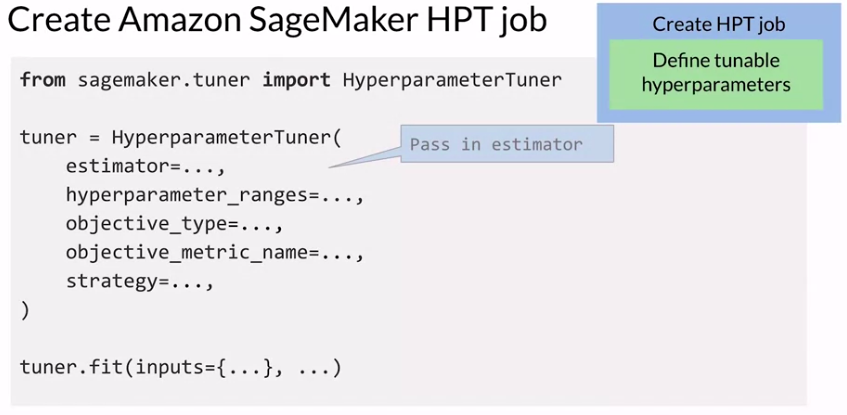 Create Amazon SageMaker HPT job
Create HPT job
Define tunable
hyperparameters
from sagemaker.tuner import HyperparameterTuner
tuner = HyperparameterTuner(
Pass in estimator
estimator=...,
hyperparameter_ranges=...,
objective_type=...,
objective_metric_name=...,
strategy=...,
)
tuner.fit(inputs={...}, ...)